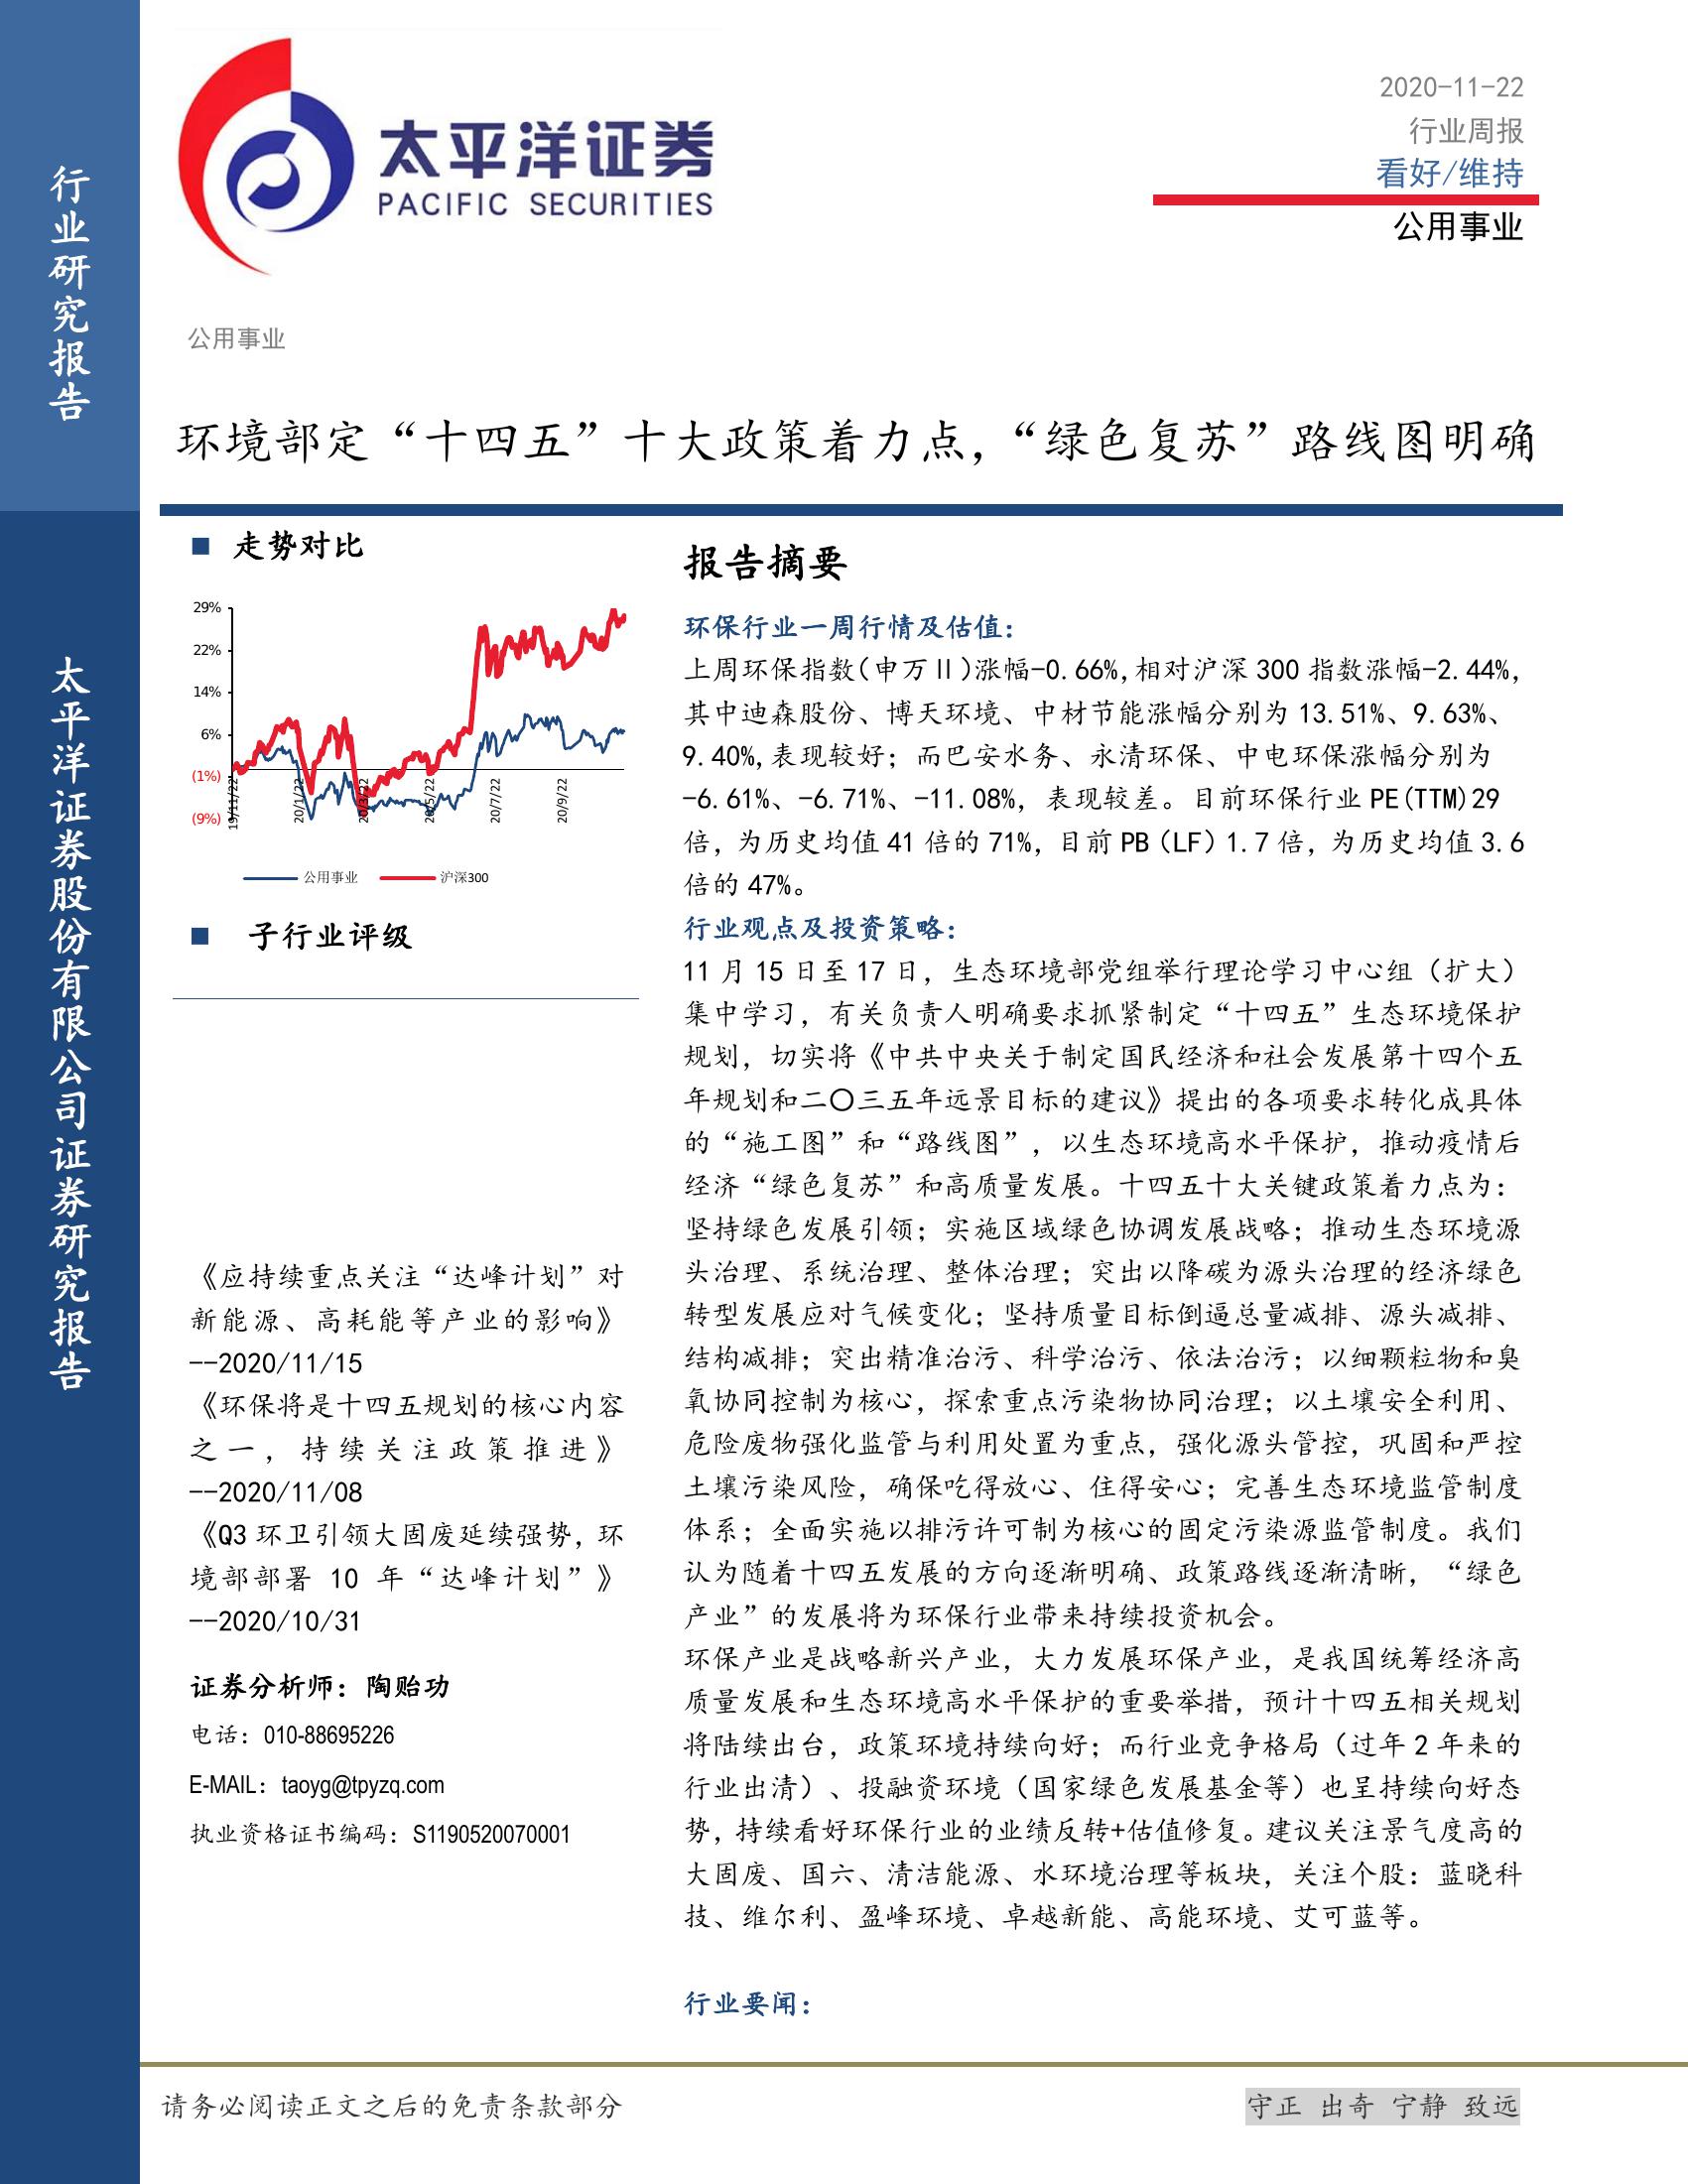 行业研究报告
太平洋证券股份有限公司证券研究报告
太平洋证券
PACIFIC SECURITIES
2020-11-22
行业周报
看好/维持
公用事业
公用事业
环境部定“十四五”十大政策着力点，“绿色复苏”路线图明确
■ 走势对比
29%
22%
14%
6%
(1%)
(9%)
19/11/22
20/1/22
20/3/22
20/5/22
20/7/22
20/9/22
公用事业 沪深300
■ 子行业评级
《应持续重点关注“达峰计划”对
新能源、高耗能等产业的影响》
--2020/11/15
《环保将是十四五规划的核心内容
之一，持续关注政策推进》
--2020/11/08
《Q3 环卫引领大固废延续强势，环
境部部署 10 年“达峰计划”》
--2020/10/31
证券分析师：陶贻功
电话：010-88695226
E-MAIL：taoyg@tpyzq.com
执业资格证书编码：S1190520070001
报告摘要
环保行业一周行情及估值：
上周环保指数(申万Ⅱ)涨幅-0.66%,相对沪深 300 指数涨幅-2.44%,
其中迪森股份、博天环境、中材节能涨幅分别为 13.51%、9.63%、
9.40%,表现较好；而巴安水务、永清环保、中电环保涨幅分别为
-6.61%、-6.71%、-11.08%，表现较差。目前环保行业 PE(TTM)29
倍，为历史均值 41 倍的 71%，目前 PB（LF）1.7 倍，为历史均值 3.6
倍的 47%。
行业观点及投资策略：
11 月 15 日至 17 日，生态环境部党组举行理论学习中心组（扩大）
集中学习，有关负责人明确要求抓紧制定“十四五”生态环境保护
规划，切实将《中共中央关于制定国民经济和社会发展第十四个五
年规划和二〇三五年远景目标的建议》提出的各项要求转化成具体
的“施工图”和“路线图”，以生态环境高水平保护，推动疫情后
经济“绿色复苏”和高质量发展。十四五十大关键政策着力点为：
坚持绿色发展引领；实施区域绿色协调发展战略；推动生态环境源
头治理、系统治理、整体治理；突出以降碳为源头治理的经济绿色
转型发展应对气候变化；坚持质量目标倒逼总量减排、源头减排、
结构减排；突出精准治污、科学治污、依法治污；以细颗粒物和臭
氧协同控制为核心，探索重点污染物协同治理；以土壤安全利用、
危险废物强化监管与利用处置为重点，强化源头管控，巩固和严控
土壤污染风险，确保吃得放心、住得安心；完善生态环境监管制度
体系；全面实施以排污许可制为核心的固定污染源监管制度。我们
认为随着十四五发展的方向逐渐明确、政策路线逐渐清晰，“绿色
产业”的发展将为环保行业带来持续投资机会。
环保产业是战略新兴产业，大力发展环保产业，是我国统筹经济高
质量发展和生态环境高水平保护的重要举措，预计十四五相关规划
将陆续出台，政策环境持续向好；而行业竞争格局（过年 2 年来的
行业出清）、投融资环境（国家绿色发展基金等）也呈持续向好态
势，持续看好环保行业的业绩反转+估值修复。建议关注景气度高的
大固废、国六、清洁能源、水环境治理等板块，关注个股：蓝晓科
技、维尔利、盈峰环境、卓越新能、高能环境、艾可蓝等。
行业要闻：
请务必阅读正文之后的免责条款部分
守正 出奇 宁静 致远